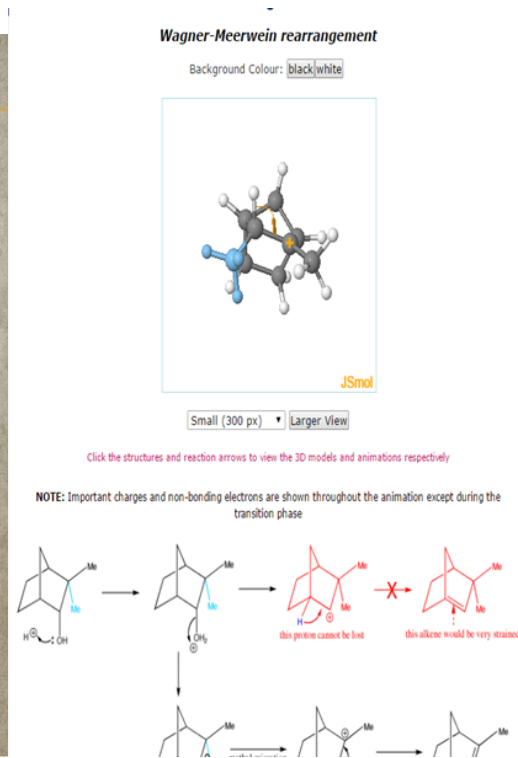 Wagner-Meerwein rearrangement
Background Colour: black white
+
JSmol
Small (300 px) Larger View
Click the structures and reaction arrows to view the 3D models and animations respectively
NOTE: Important charges and non-bonding electrons are shown throughout the animation except during the
transition phase
Me Me Me Me
Me Me Me Me
H⊕ :OH OH₂ ⊕ H ⊕
this proton cannot be lost this alkene would be very strained
Me ⊕ Me Me
methyl migration